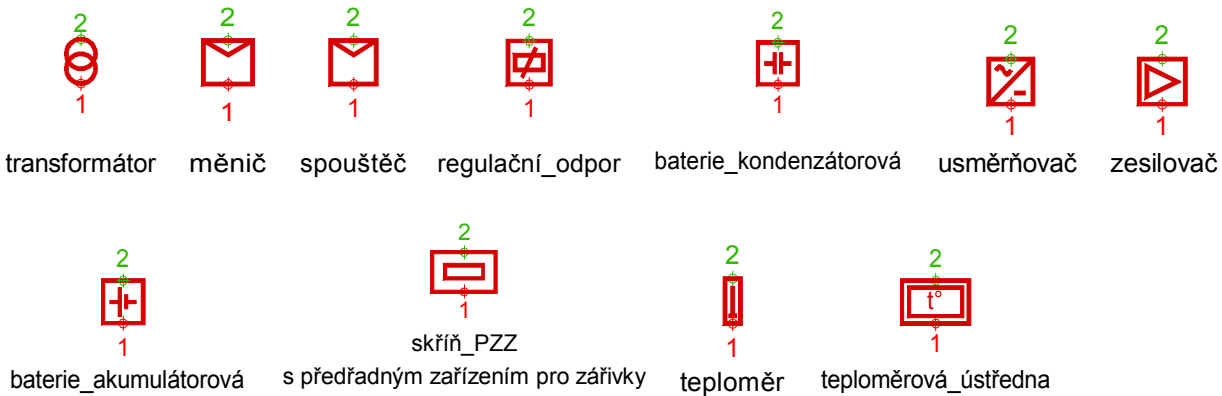 2 2 2 2 2 2 2
1 1 1 1 1 1 1
transformátor měnič spouštěč regulační_odpor baterie_kondenzátorová usměrňovač zesilovač
2 2 2 2
t°
1 1 1 1
baterie_akumulátorová skříň_PZZ teploměr teploměrová_ústředna
s předřadným zařízením pro zářivky